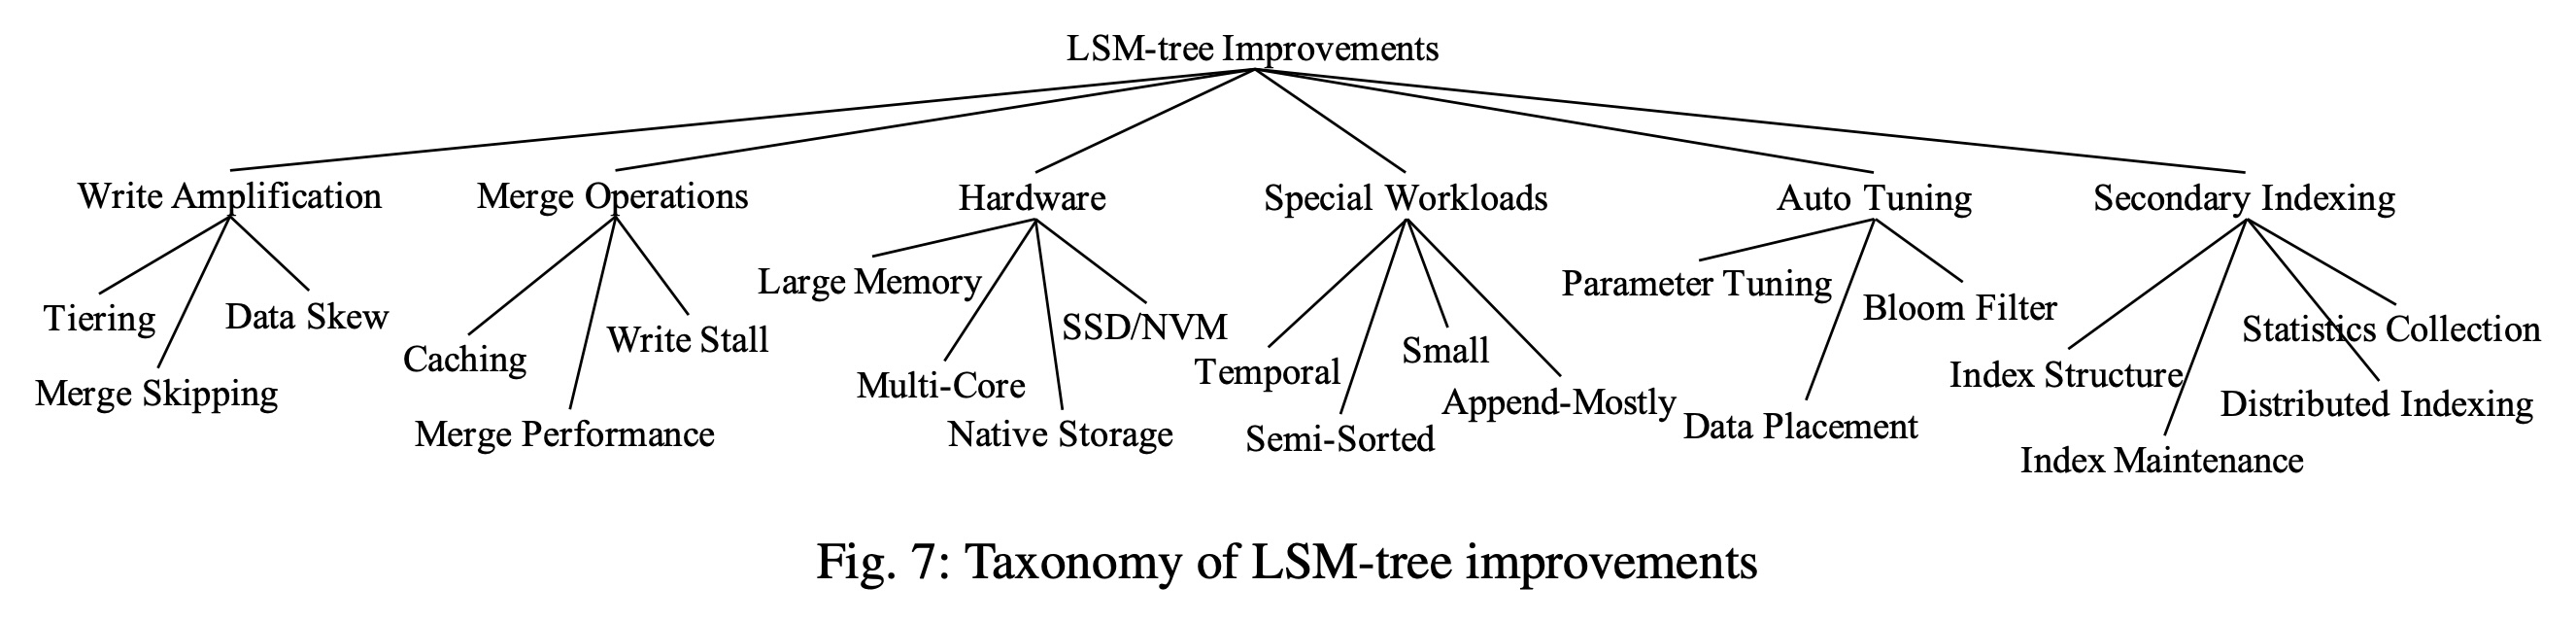 LSM-tree Improvements
Write Amplification
Merge Operations
Hardware
Special Workloads
Auto Tuning
Secondary Indexing
Tiering
Merge Skipping
Data Skew
Caching
Merge Performance
Write Stall
Large Memory
Multi-Core
Native Storage
SSD/NVM
Temporal
Semi-Sorted
Small
Append-Mostly
Parameter Tuning
Data Placement
Bloom Filter
Index Structure
Index Maintenance
Statistics Collection
Distributed Indexing
Fig. 7: Taxonomy of LSM-tree improvements